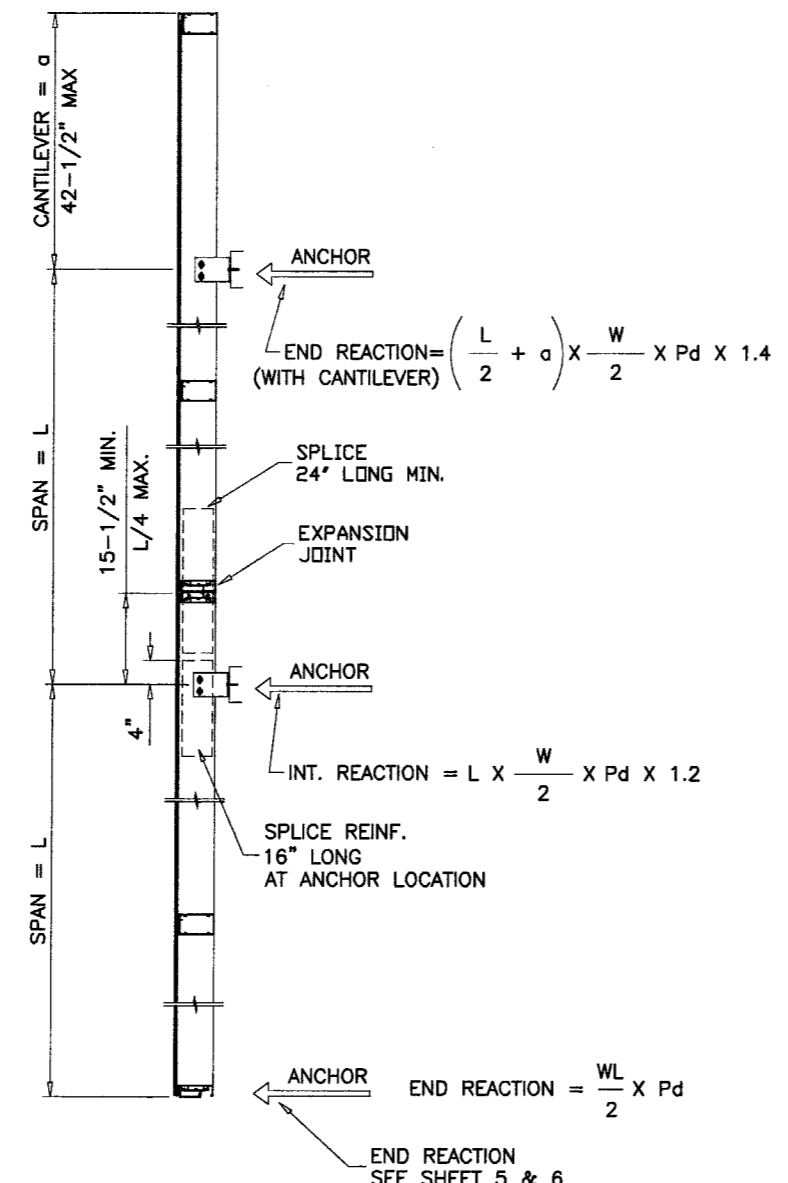 CANTILEVER = a
42-1/2" MAX
ANCHOR
END REACTION= ( L/2 + a ) X W/2 X Pd X 1.4
(WITH CANTILEVER)
SPAN = L
15-1/2" MIN.
L/4 MAX.
SPLICE
24" LONG MIN.
EXPANSION
JOINT
ANCHOR
4"
INT. REACTION = L X W/2 X Pd X 1.2
SPLICE REINF.
16" LONG
AT ANCHOR LOCATION
SPAN = L
ANCHOR
END REACTION = WL/2 X Pd
END REACTION
SEE SHEET 5 & 6